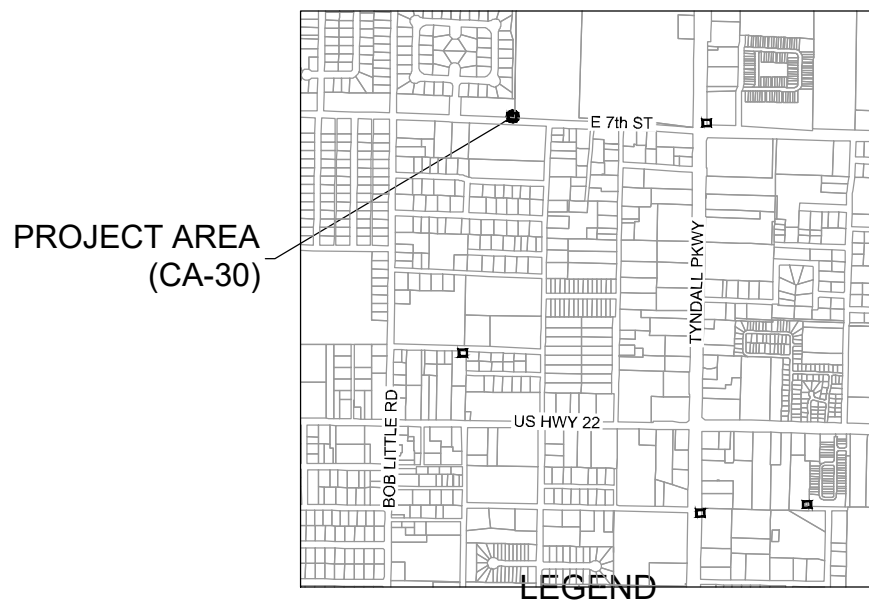 E 7th ST
PROJECT AREA
(CA-30)
TYNDALL PKWY
BOB LITTLE RD
US HWY 22
LEGEND